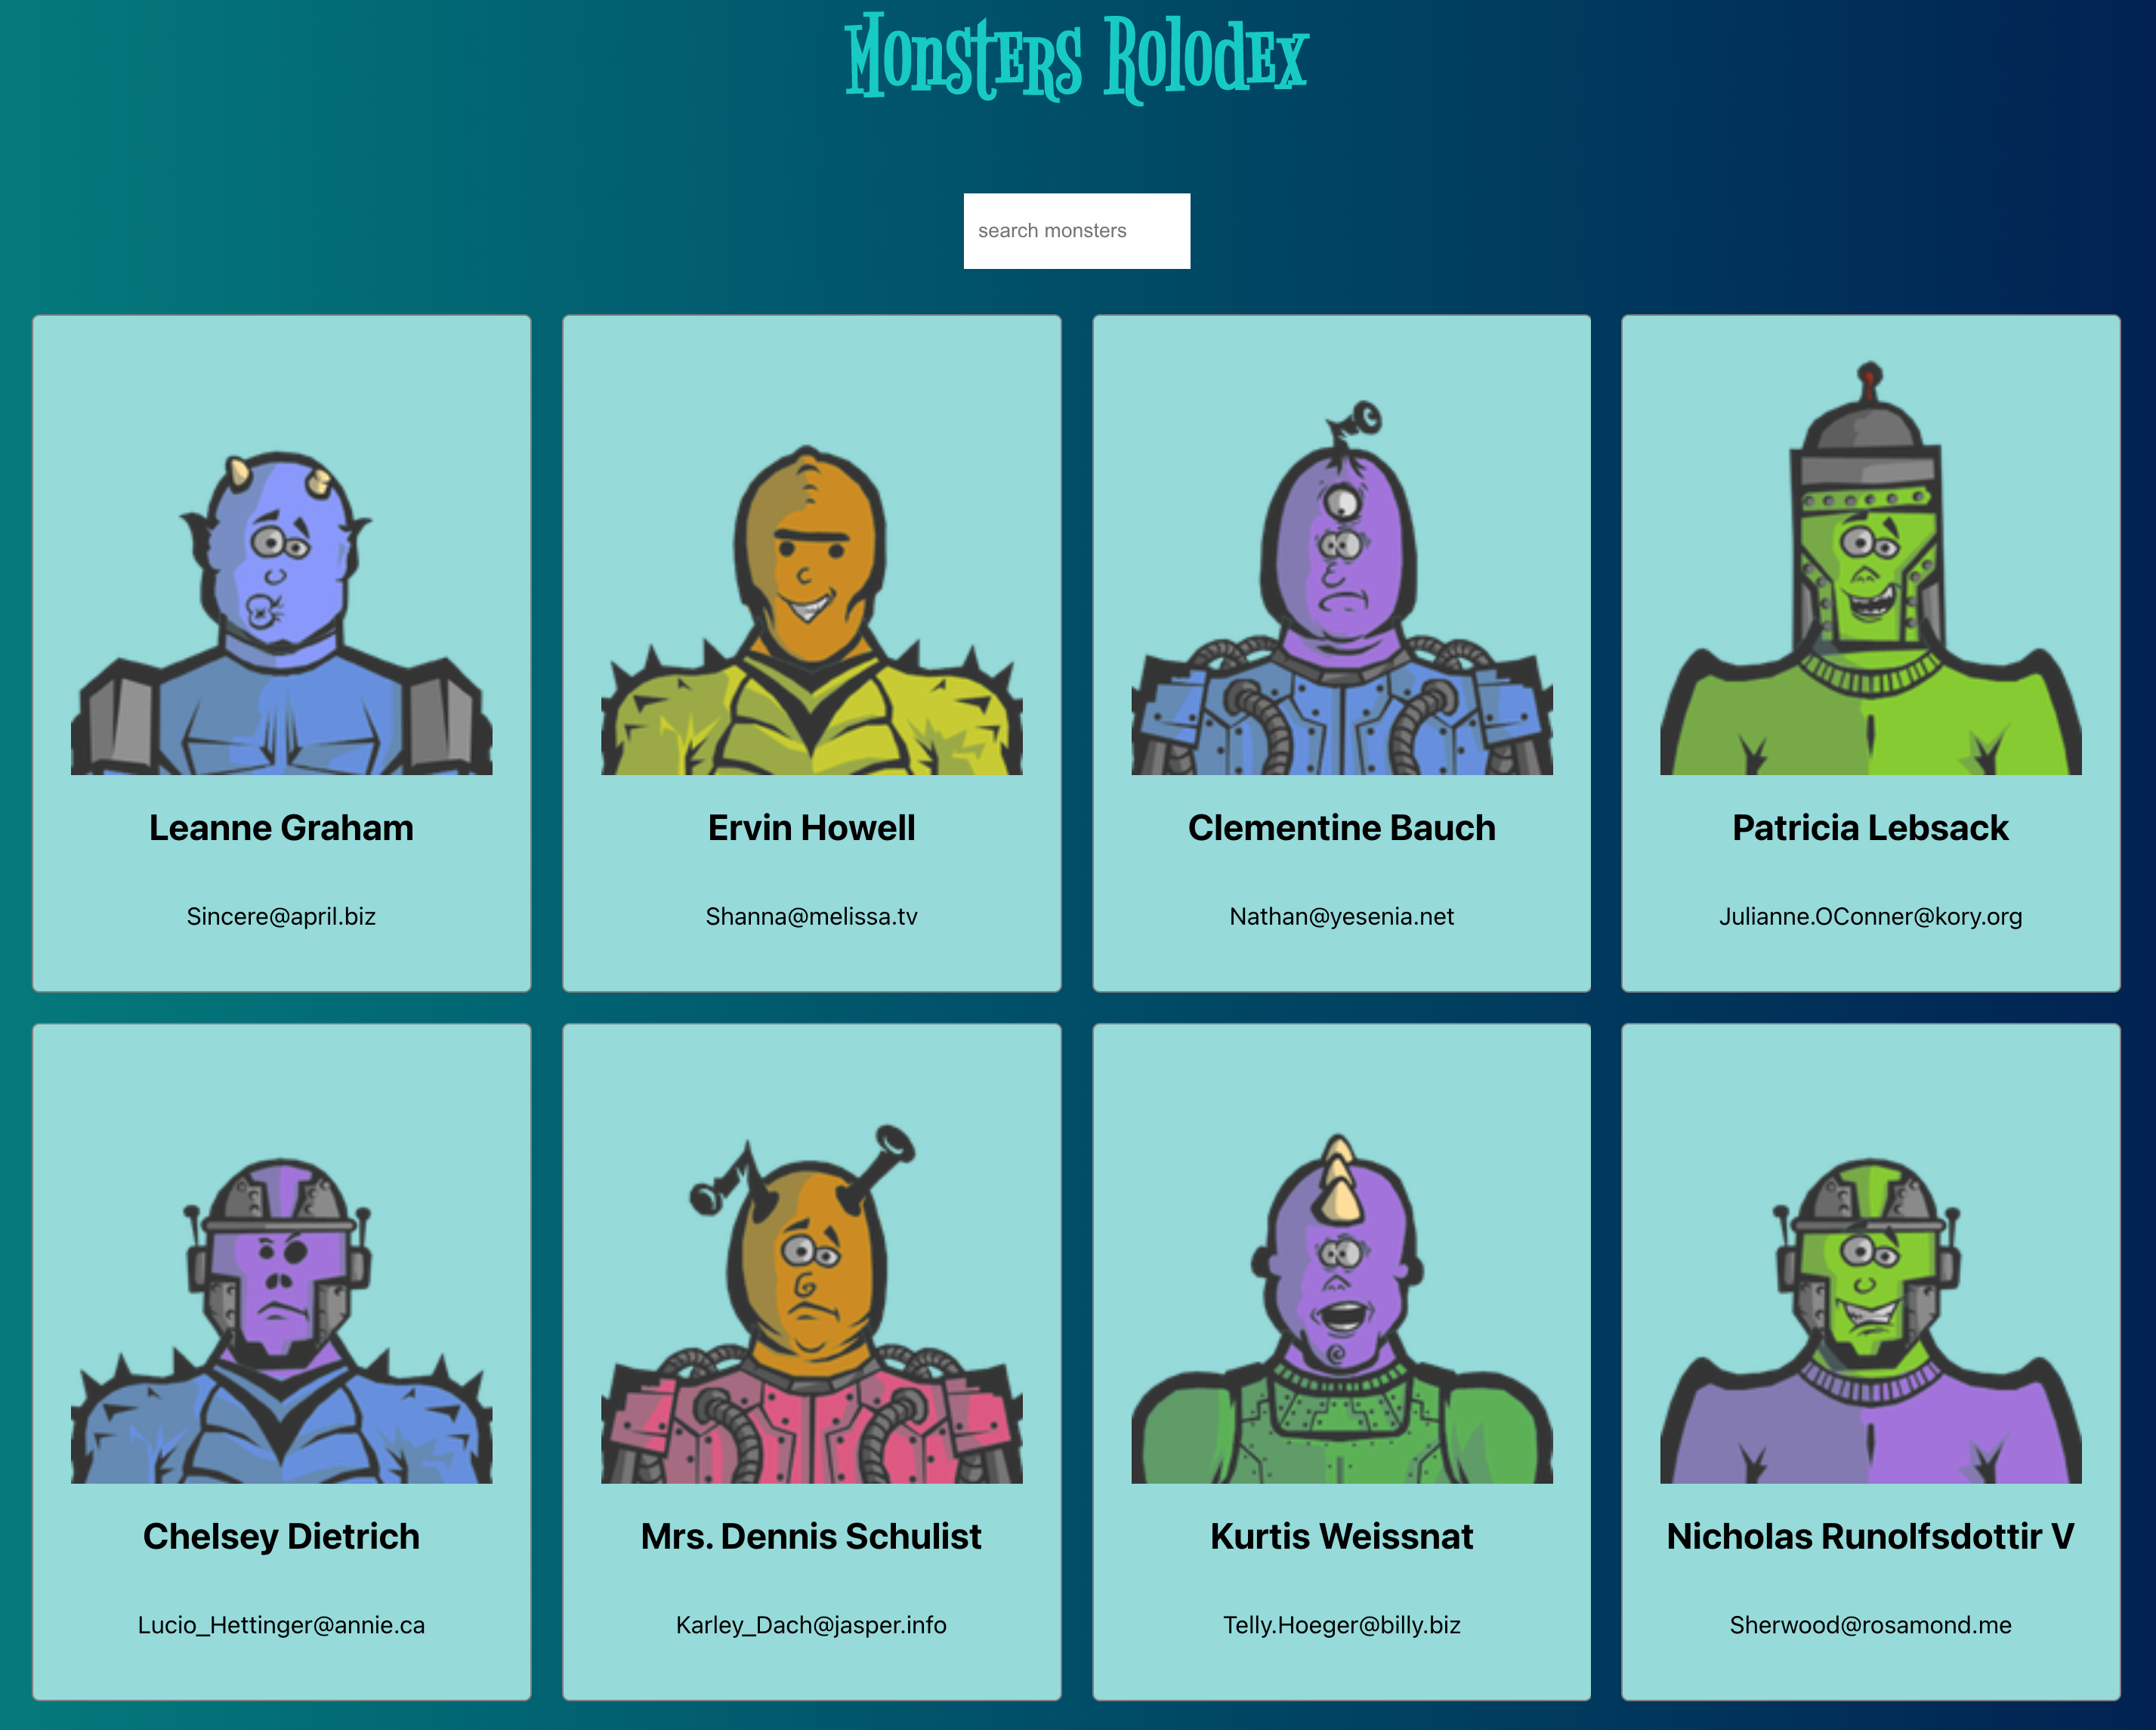 Monsters Rolodex
search monsters
Leanne Graham
Sincere@april.biz
Ervin Howell
Shanna@melissa.tv
Clementine Bauch
Nathan@yesenia.net
Patricia Lebsack
Julianne.OConner@kory.org
Chelsey Dietrich
Lucio_Hettinger@annie.ca
Mrs. Dennis Schulist
Karley_Dach@jasper.info
Kurtis Weissnat
Telly.Hoeger@billy.biz
Nicholas Runolfsdottir V
Sherwood@rosamond.me